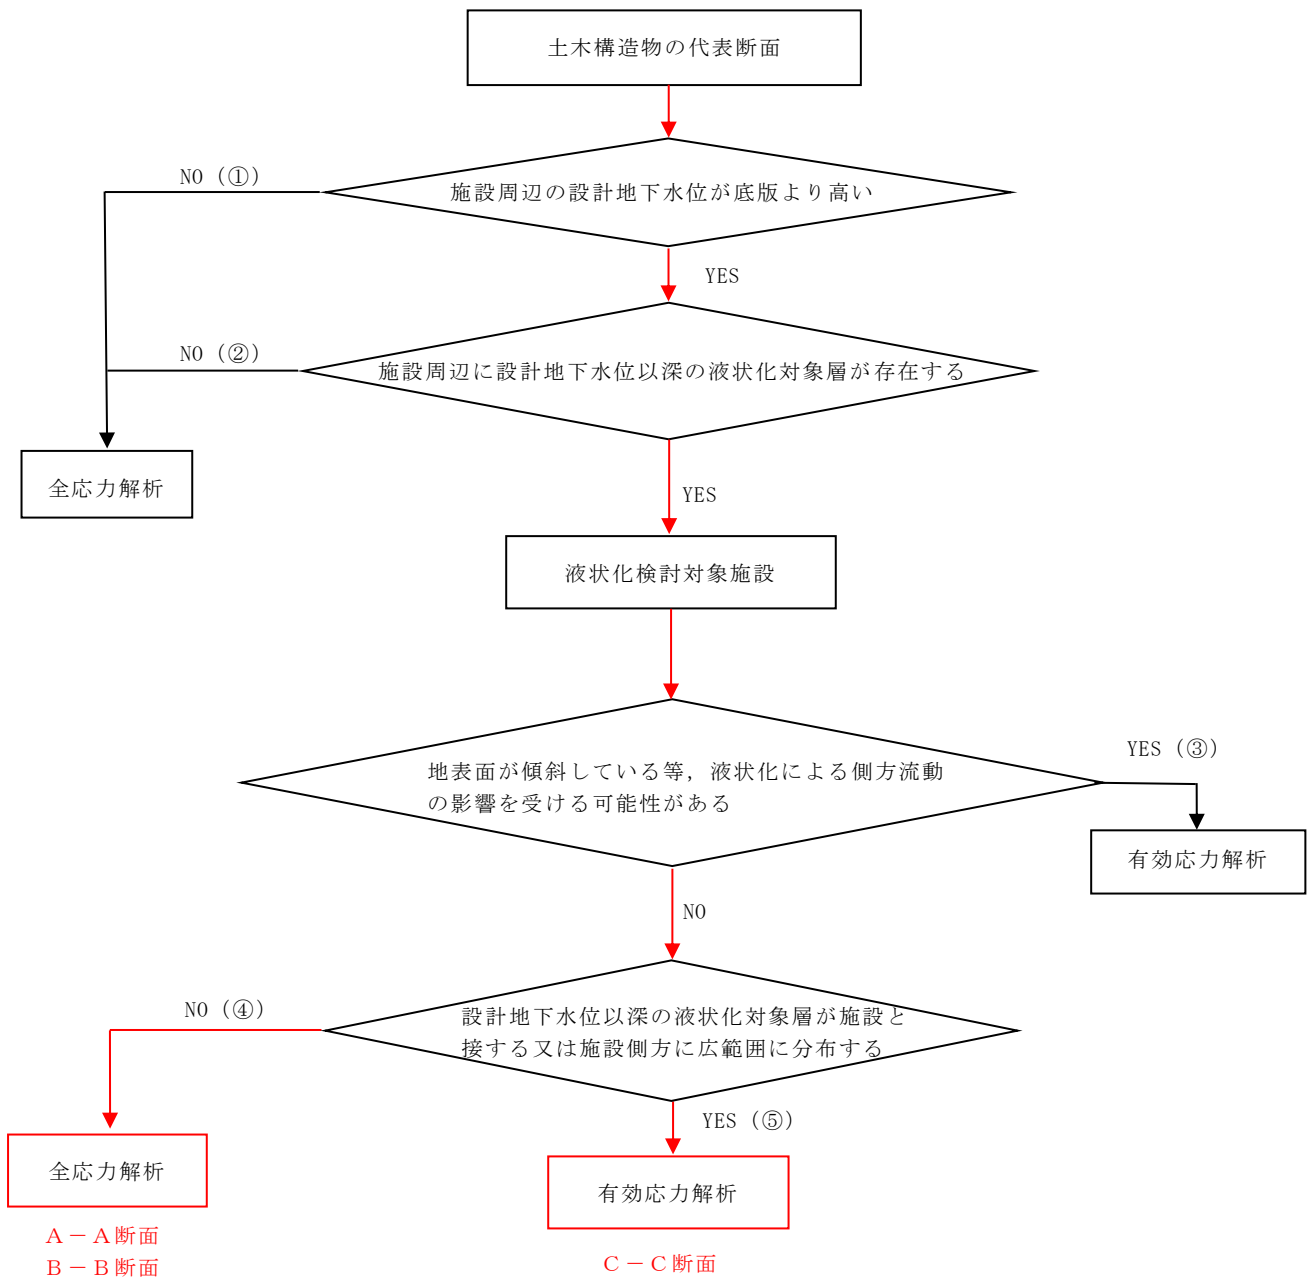 土木構造物の代表断面
NO（①）
施設周辺の設計地下水位が底版より高い
YES
NO（②）
施設周辺に設計地下水位以深の液状化対象層が存在する
全応力解析
YES
液状化検討対象施設
YES（③）
地表面が傾斜している等，液状化による側方流動
の影響を受ける可能性がある
有効応力解析
NO
NO（④）
設計地下水位以深の液状化対象層が施設と
接する又は施設側方に広範囲に分布する
YES（⑤）
全応力解析
有効応力解析
Ａ－Ａ断面
Ｂ－Ｂ断面
Ｃ－Ｃ断面